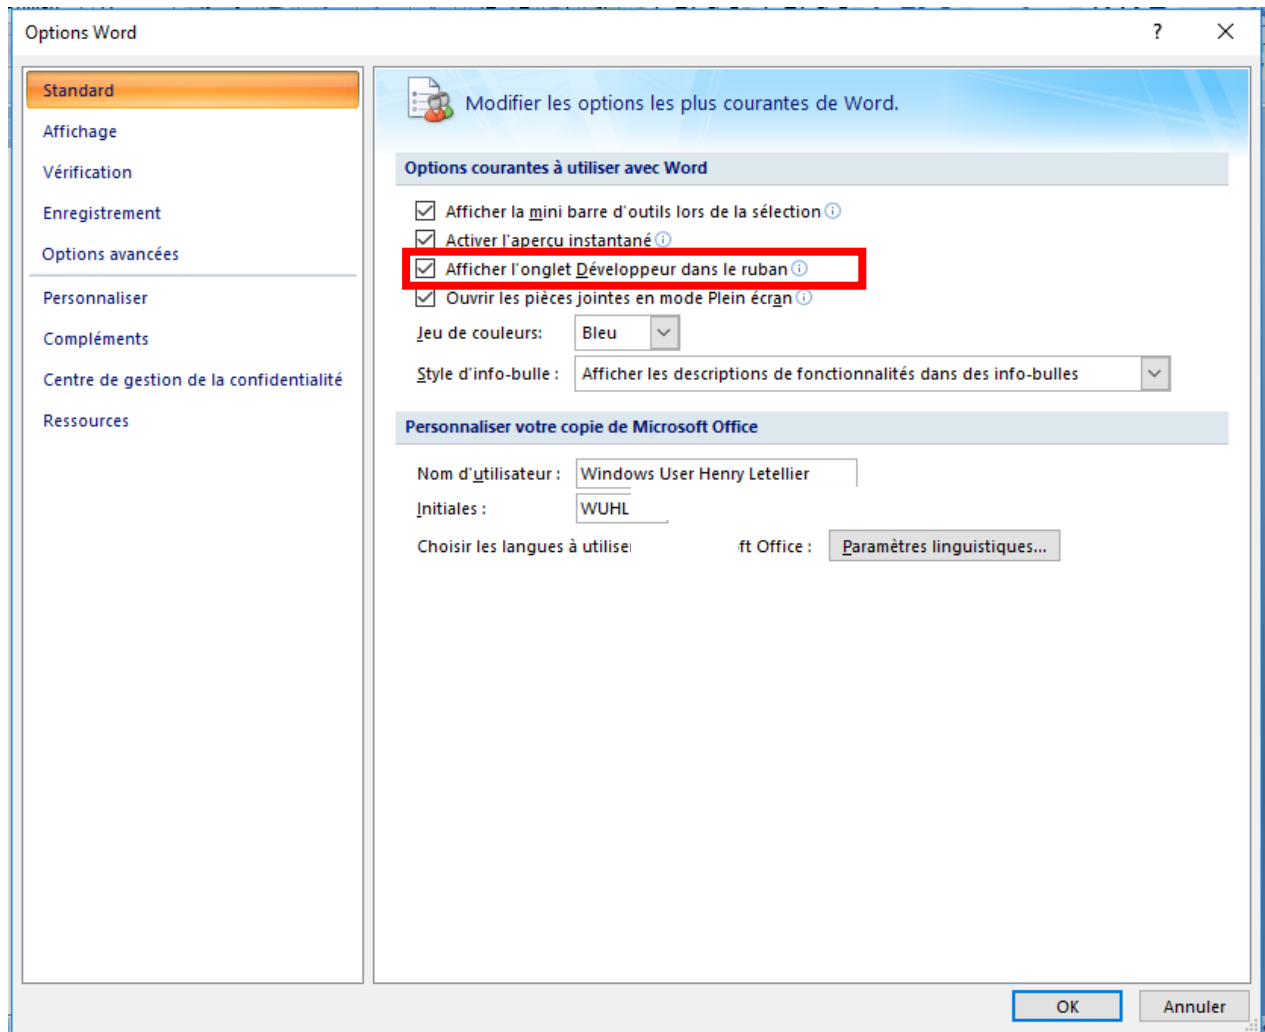 Options Word
?
Standard
Affichage
Vérification
Enregistrement
Options avancées
Personnaliser
Compléments
Centre de gestion de la confidentialité
Ressources
Modifier les options les plus courantes de Word.
Options courantes à utiliser avec Word
Afficher la mini barre d'outils lors de la sélection
Activer l'aperçu instantané
Afficher l'onglet Développeur dans le ruban
Ouvrir les pièces jointes en mode Plein écran
Jeu de couleurs: Bleu
Style d'info-bulle : Afficher les descriptions de fonctionnalités dans des info-bulles
Personnaliser votre copie de Microsoft Office
Nom d'utilisateur : Windows User Henry Letellier
Initiales : WUHL
Choisir les langues à Office : Paramètres linguistiques...
OK Annuler